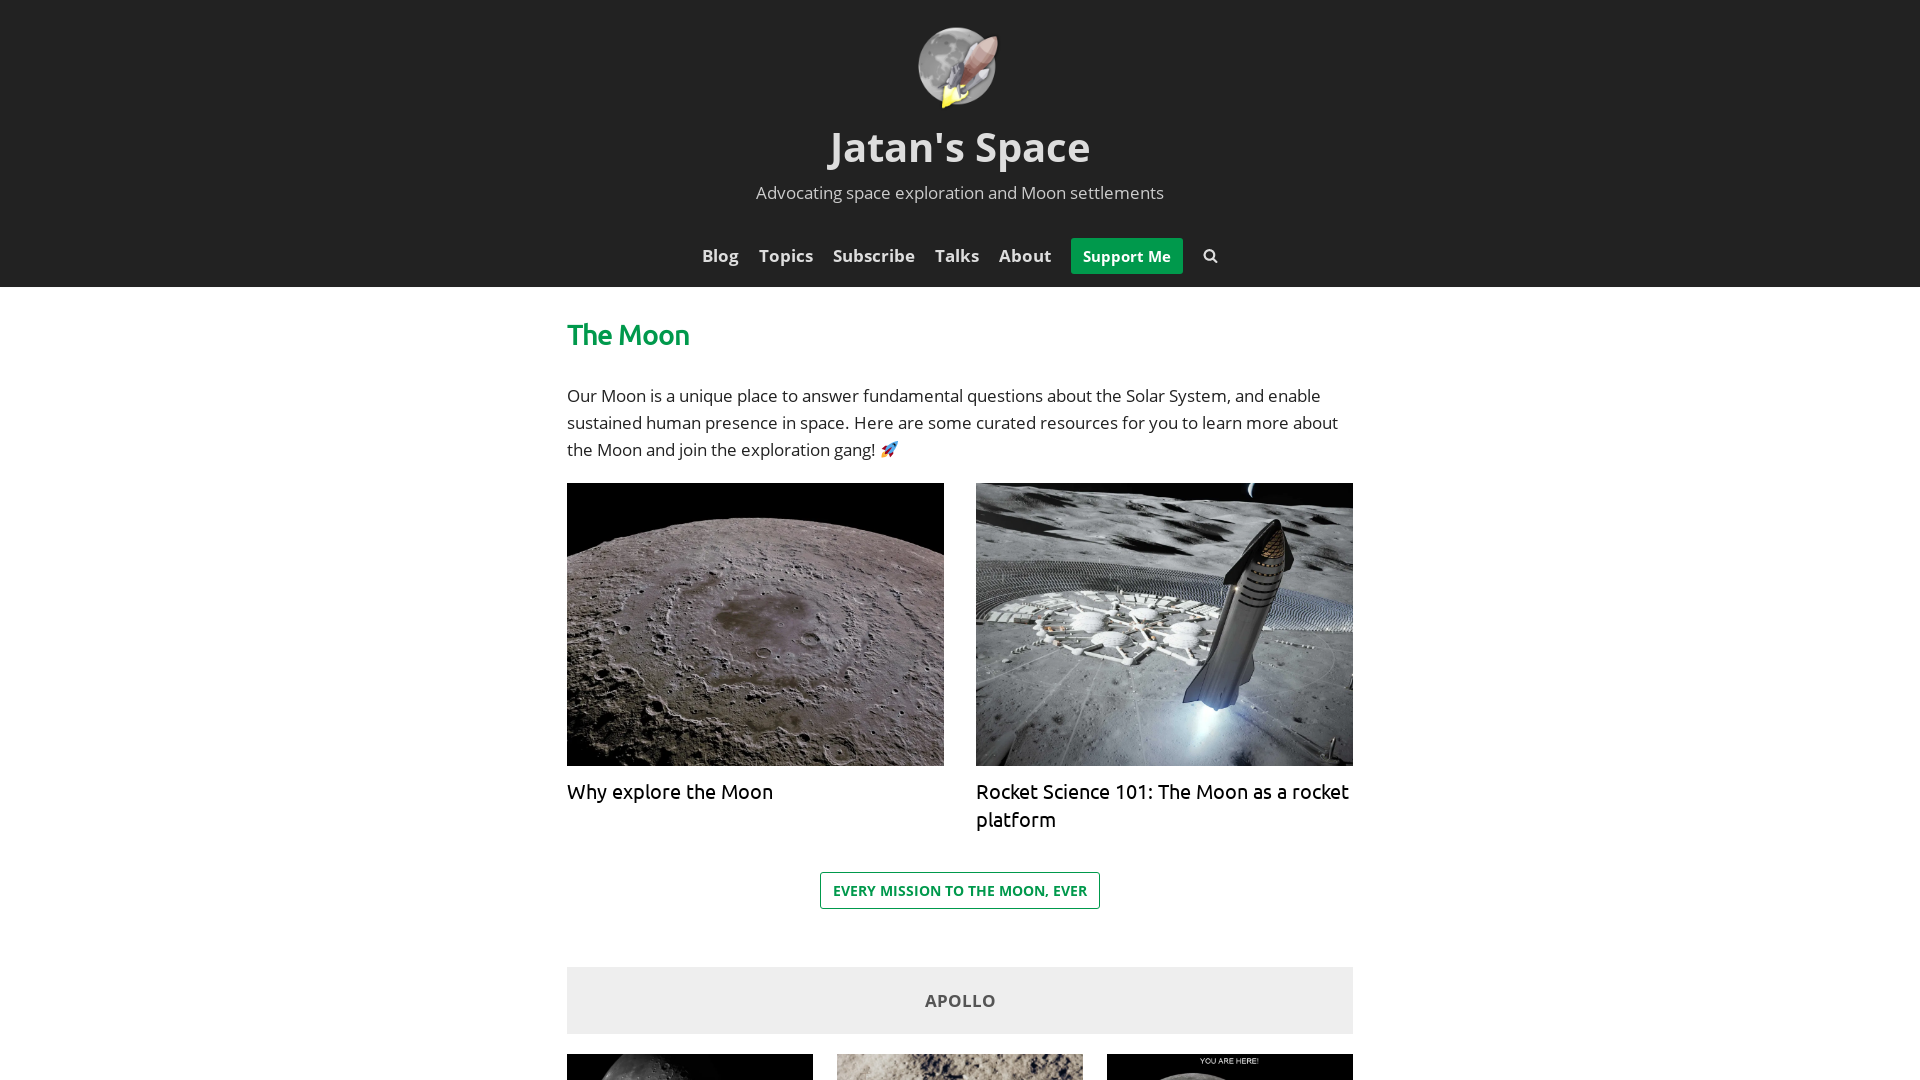 Jatan's Space
Advocating space exploration and Moon settlements
Blog Topics Subscribe Talks About Support Me
The Moon
Our Moon is a unique place to answer fundamental questions about the Solar System, and enable
sustained human presence in space. Here are some curated resources for you to learn more about
the Moon and join the exploration gang! 🚀
Why explore the Moon
Rocket Science 101: The Moon as a rocket
platform
EVERY MISSION TO THE MOON, EVER
APOLLO
YOU ARE HERE!